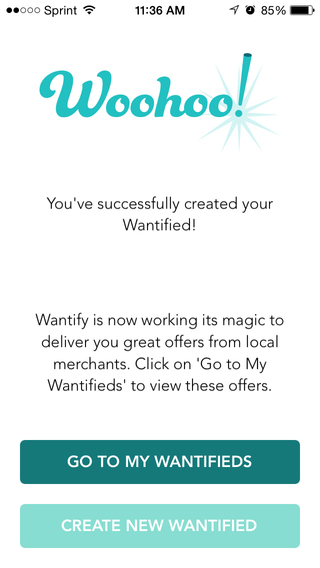 Sprint 11:36 AM 85%
Woohoo!
You've successfully created your
Wantified!
Wantify is now working its magic to
deliver you great offers from local
merchants. Click on 'Go to My
Wantifieds' to view these offers.
GO TO MY WANTIFIEDS
CREATE NEW WANTIFIED